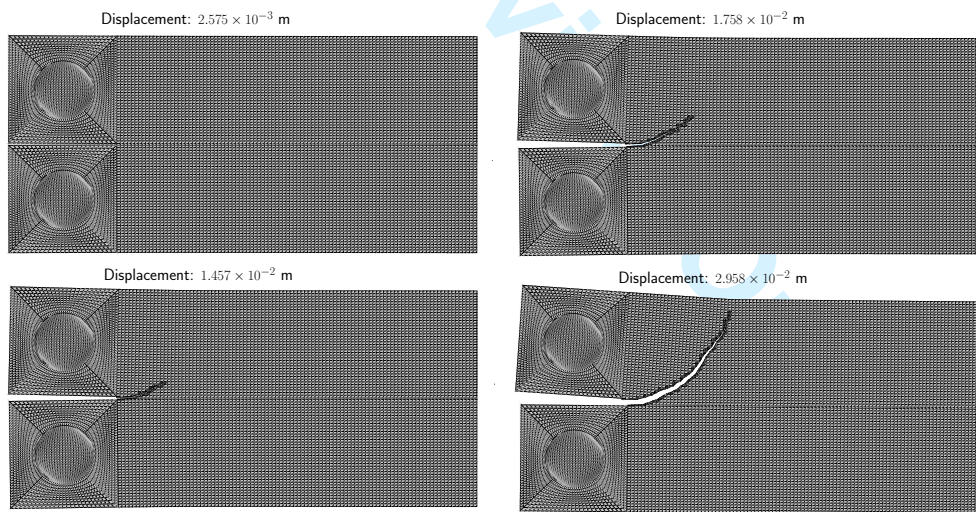 Displacement: 2.575 × 10⁻³ m
Displacement: 1.758 × 10⁻² m
Displacement: 1.457 × 10⁻² m
Displacement: 2.958 × 10⁻² m